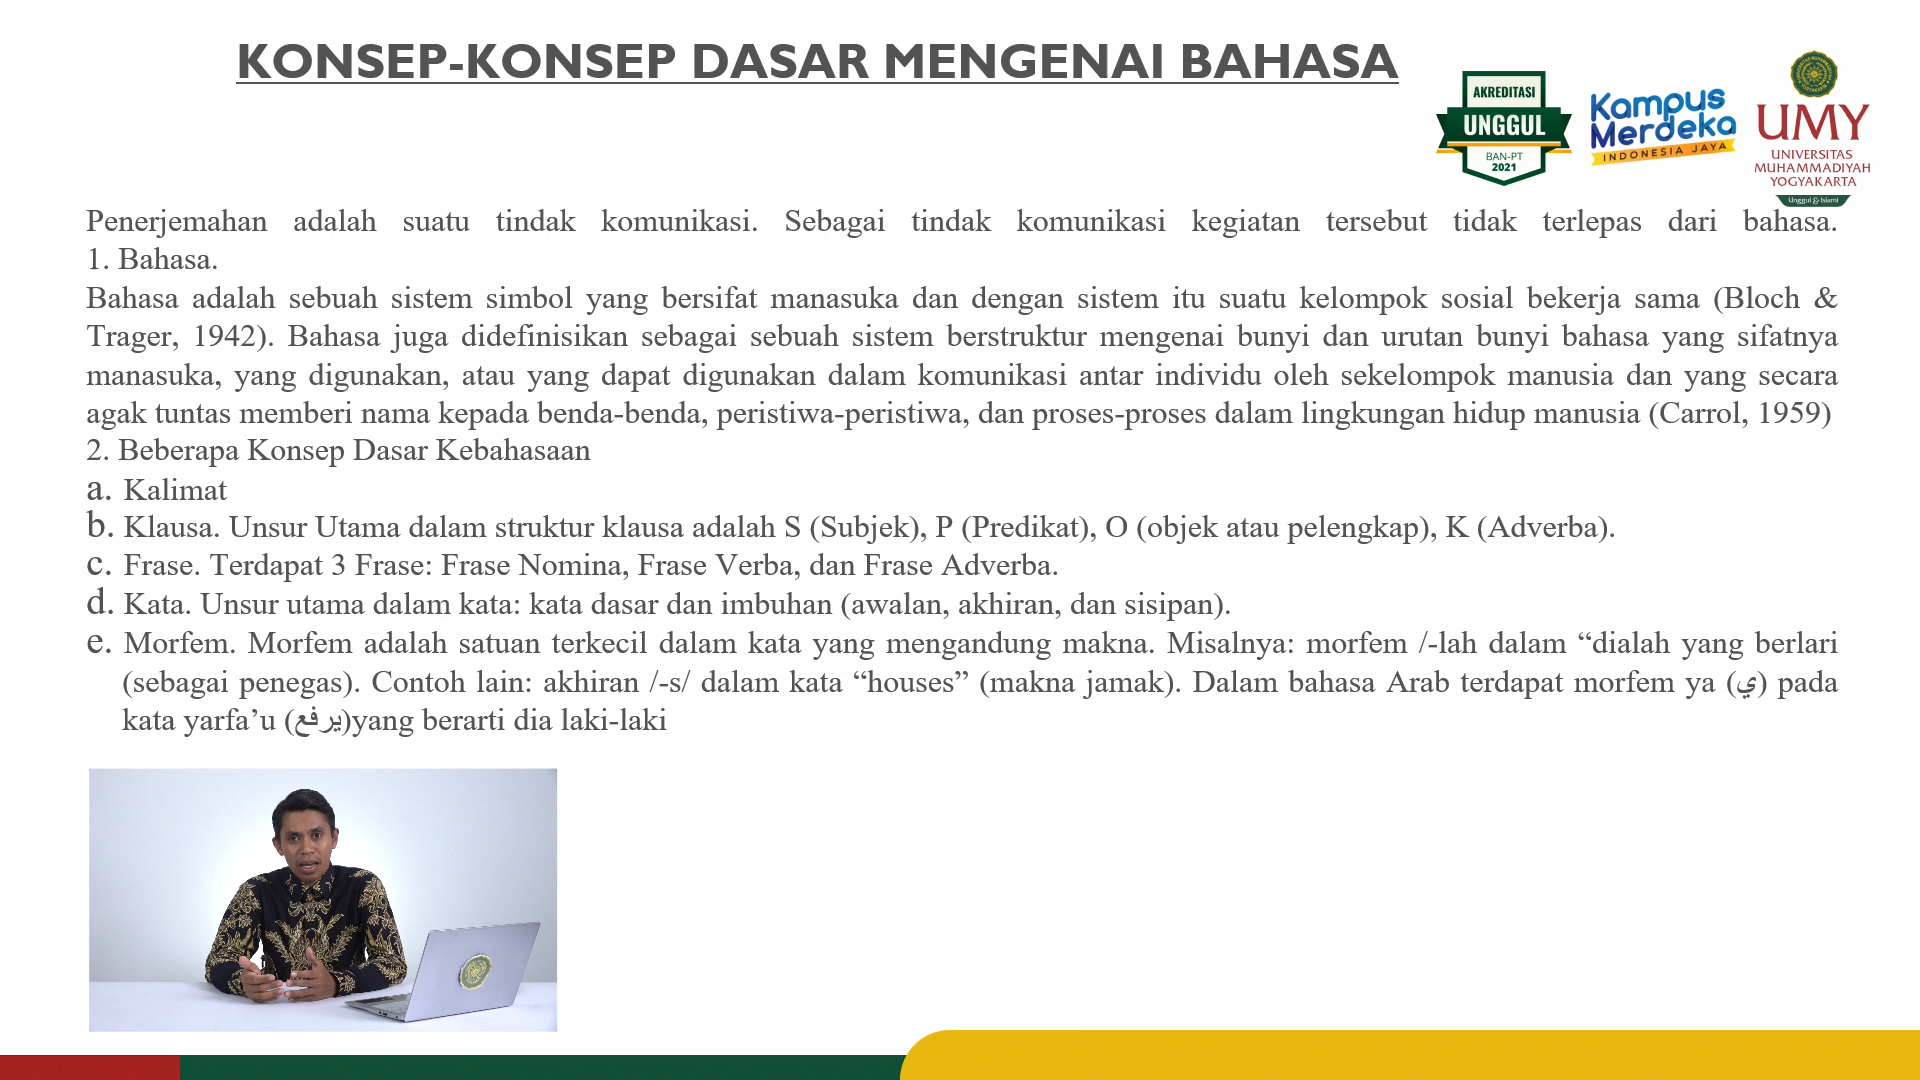 KONSEP-KONSEP DASAR MENGENAI BAHASA
AKREDITASI
UNGGUL
BAN-PT
2021
Kampus
Merdeka
INDONESIA JAYA
UMY
UNIVERSITAS
MUHAMMADIYAH
YOGYAKARTA
Unggul & Islami
Penerjemahan adalah suatu tindak komunikasi. Sebagai tindak komunikasi kegiatan tersebut tidak terlepas dari bahasa.
1. Bahasa.
Bahasa adalah sebuah sistem simbol yang bersifat manasuka dan dengan sistem itu suatu kelompok sosial bekerja sama (Bloch &
Trager, 1942). Bahasa juga didefinisikan sebagai sebuah sistem berstruktur mengenai bunyi dan urutan bunyi bahasa yang sifatnya
manasuka, yang digunakan, atau yang dapat digunakan dalam komunikasi antar individu oleh sekelompok manusia dan yang secara
agak tuntas memberi nama kepada benda-benda, peristiwa-peristiwa, dan proses-proses dalam lingkungan hidup manusia (Carrol, 1959)
2. Beberapa Konsep Dasar Kebahasaan
a. Kalimat
b. Klausa. Unsur Utama dalam struktur klausa adalah S (Subjek), P (Predikat), O (objek atau pelengkap), K (Adverba).
c. Frase. Terdapat 3 Frase: Frase Nomina, Frase Verba, dan Frase Adverba.
d. Kata. Unsur utama dalam kata: kata dasar dan imbuhan (awalan, akhiran, dan sisipan).
e. Morfem. Morfem adalah satuan terkecil dalam kata yang mengandung makna. Misalnya: morfem /-lah dalam “dialah yang berlari
(sebagai penegas). Contoh lain: akhiran /-s/ dalam kata “houses” (makna jamak). Dalam bahasa Arab terdapat morfem ya (ي) pada
kata yarfa’u (يرفع)yang berarti dia laki-laki